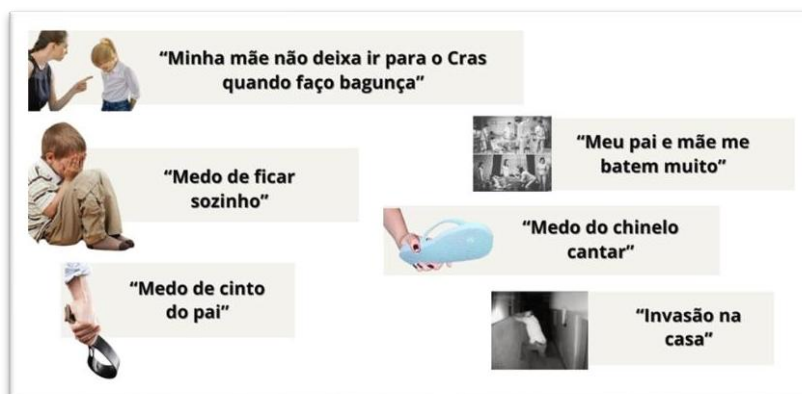 “Minha mãe não deixa ir para o Cras
quando faço bagunça”
“Meu pai e mãe me
batem muito”
“Medo de ficar
sozinho”
“Medo do chinelo
cantar”
“Medo de cinto
do pai”
“Invasão na
casa”